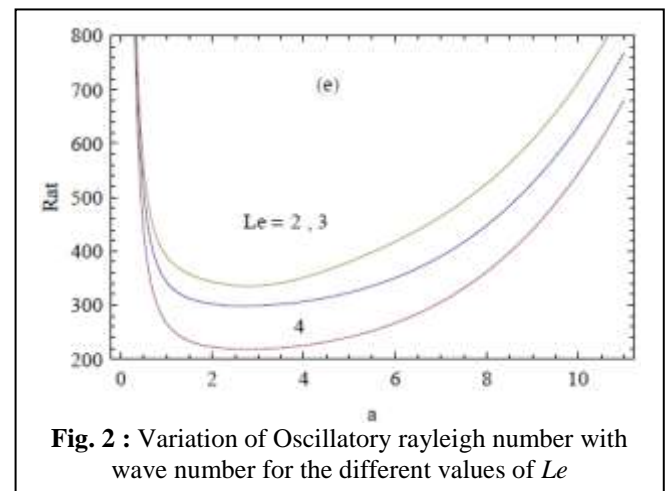 800
700
600
500
400
300
200
Rat
(e)
Le = 2 , 3
4
0 2 4 6 8 10
a
Fig. 2 : Variation of Oscillatory rayleigh number with
wave number for the different values of Le